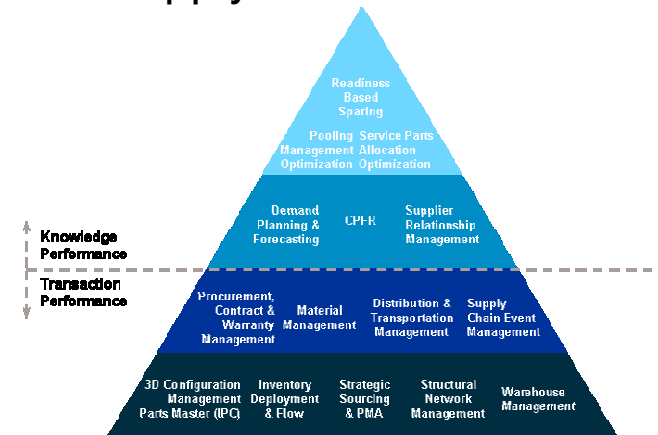 Readiness
Based
Sparing
Pooling
Management
Optimization
Service Parts
Allocation
Optimization
Demand
Planning &
Forecasting
CPFR
Supplier
Relationship
Management
Knowledge
Performance
Transaction
Performance
Procurement,
Contract &
Warranty
Management
Material
Management
Distribution &
Transportation
Management
Supply
Chain Event
Management
3D Configuration
Management
Parts Master (IPC)
Inventory
Deployment
& Flow
Strategic
Sourcing
& PMA
Structural
Network
Management
Warehouse
Management